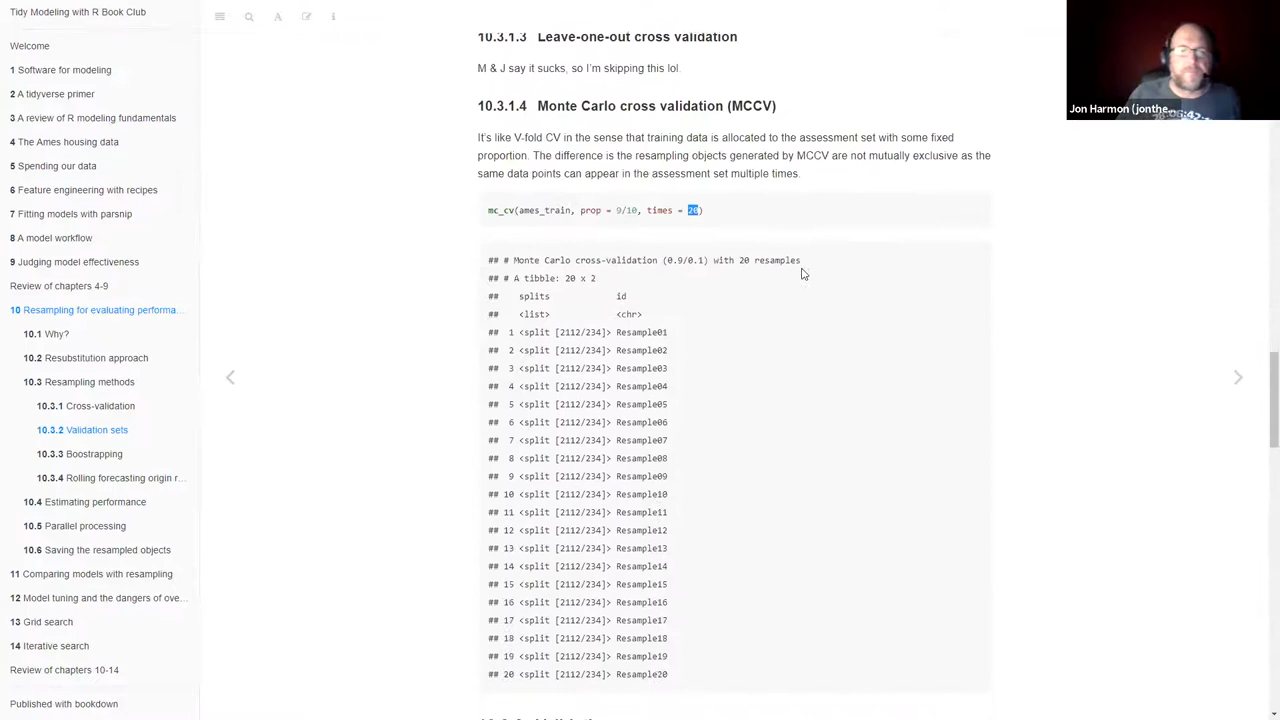 Tidy Modeling with R Book Club
Welcome
1 Software for modeling
2 A tidyverse primer
3 A review of R modeling fundamentals
4 The Ames housing data
5 Spending our data
6 Feature engineering with recipes
7 Fitting models with parsnip
8 A model workflow
9 Judging model effectiveness
Review of chapters 4-9
10 Resampling for evaluating performa...
10.1 Why?
10.2 Resubstitution approach
10.3 Resampling methods
10.3.1 Cross-validation
10.3.2 Validation sets
10.3.3 Boostrapping
10.3.4 Rolling forecasting origin r...
10.4 Estimating performance
10.5 Parallel processing
10.6 Saving the resampled objects
11 Comparing models with resampling
12 Model tuning and the dangers of ove...
13 Grid search
14 Iterative search
Review of chapters 10-14
Published with bookdown
10.3.1.3 Leave-one-out cross validation
M & J say it sucks, so I'm skipping this lol.
10.3.1.4 Monte Carlo cross validation (MCCV)
It's like V-fold CV in the sense that training data is allocated to the assessment set with some fixed
proportion. The difference is the resampling objects generated by MCCV are not mutually exclusive as the
same data points can appear in the assessment set multiple times.
mc_cv(ames_train, prop = 9/10, times = 20)
## # Monte Carlo cross-validation (0.9/0.1) with 20 resamples
## # A tibble: 20 x 2
## splits id
## <list> <chr>
## 1 <split [2112/234]> Resample01
## 2 <split [2112/234]> Resample02
## 3 <split [2112/234]> Resample03
## 4 <split [2112/234]> Resample04
## 5 <split [2112/234]> Resample05
## 6 <split [2112/234]> Resample06
## 7 <split [2112/234]> Resample07
## 8 <split [2112/234]> Resample08
## 9 <split [2112/234]> Resample09
## 10 <split [2112/234]> Resample10
## 11 <split [2112/234]> Resample11
## 12 <split [2112/234]> Resample12
## 13 <split [2112/234]> Resample13
## 14 <split [2112/234]> Resample14
## 15 <split [2112/234]> Resample15
## 16 <split [2112/234]> Resample16
## 17 <split [2112/234]> Resample17
## 18 <split [2112/234]> Resample18
## 19 <split [2112/234]> Resample19
## 20 <split [2112/234]> Resample20
Jon Harmon (jonthe...